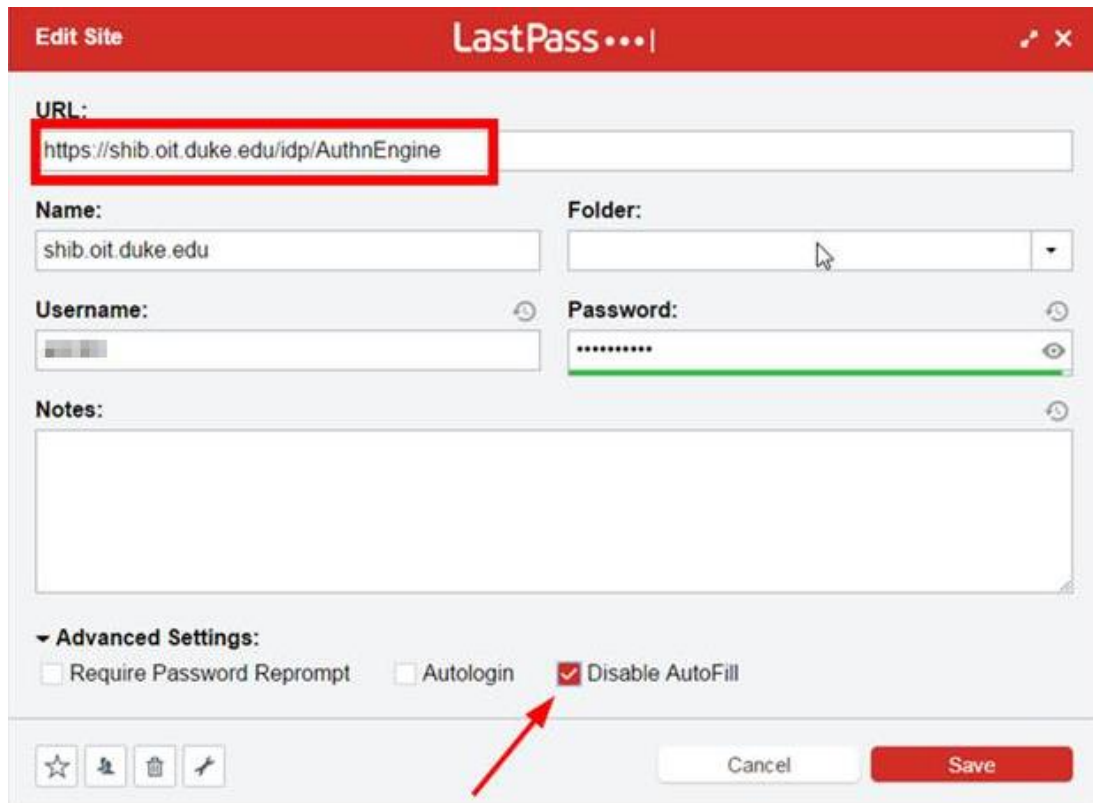 Edit Site
LastPass•••|
URL:
https://shib.oit.duke.edu/idp/AuthnEngine
Name:
Folder:
shib.oit.duke.edu
Username:
Password:
••••••••••
Notes:
Advanced Settings:
Require Password Reprompt
Autologin
Disable AutoFill
Cancel
Save